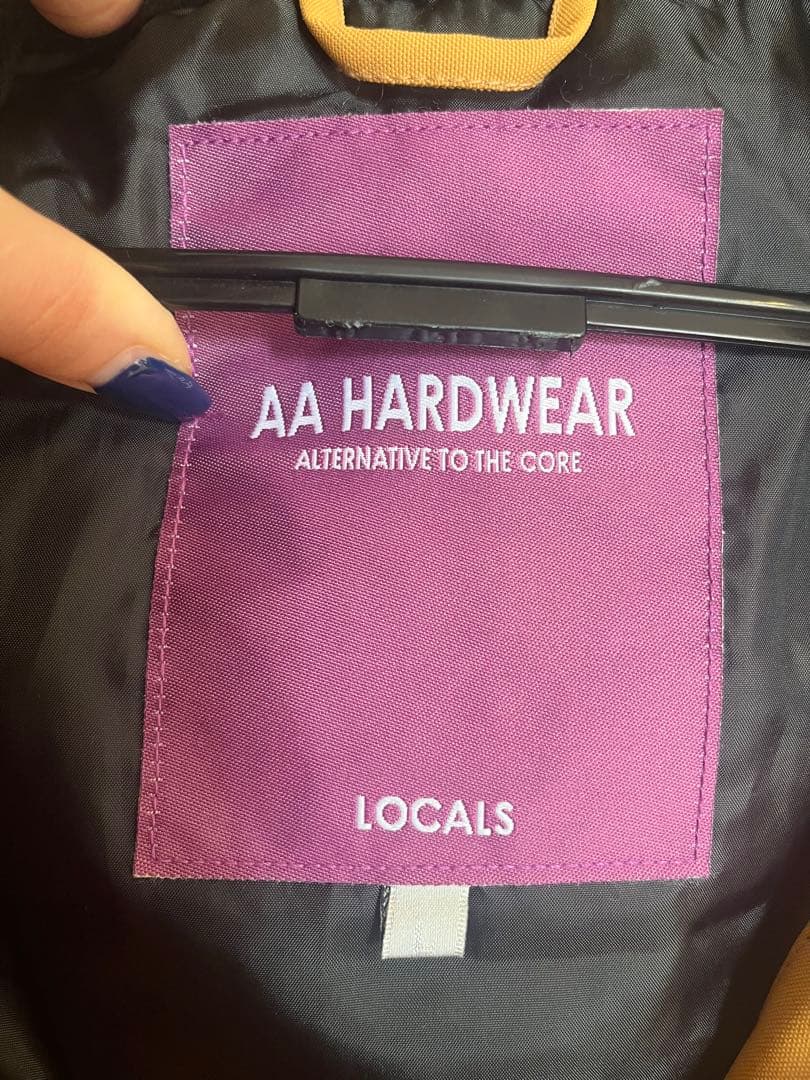 AA HARDWEAR
ALTERNATIVE TO THE CORE
LOCALS